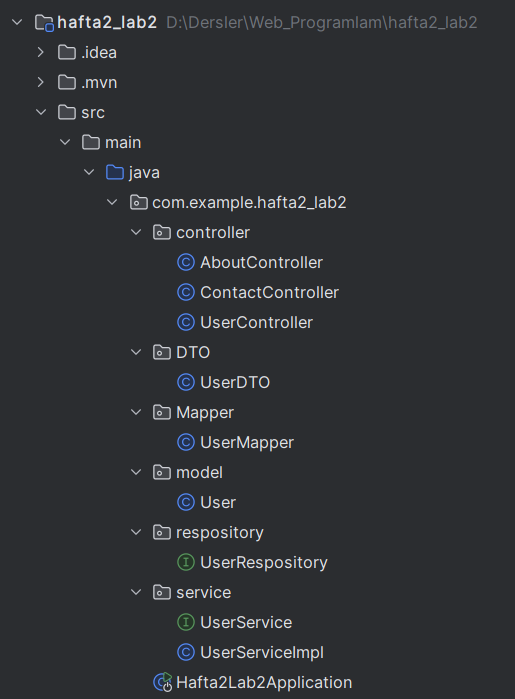 hafta2_lab2 D:\Dersler\Web_Programlam\hafta2_lab2
.idea
.mvn
src
main
java
com.example.hafta2_lab2
controller
AboutController
ContactController
UserController
DTO
UserDTO
Mapper
UserMapper
model
User
respository
UserRespository
service
UserService
UserServiceImpl
Hafta2Lab2Application